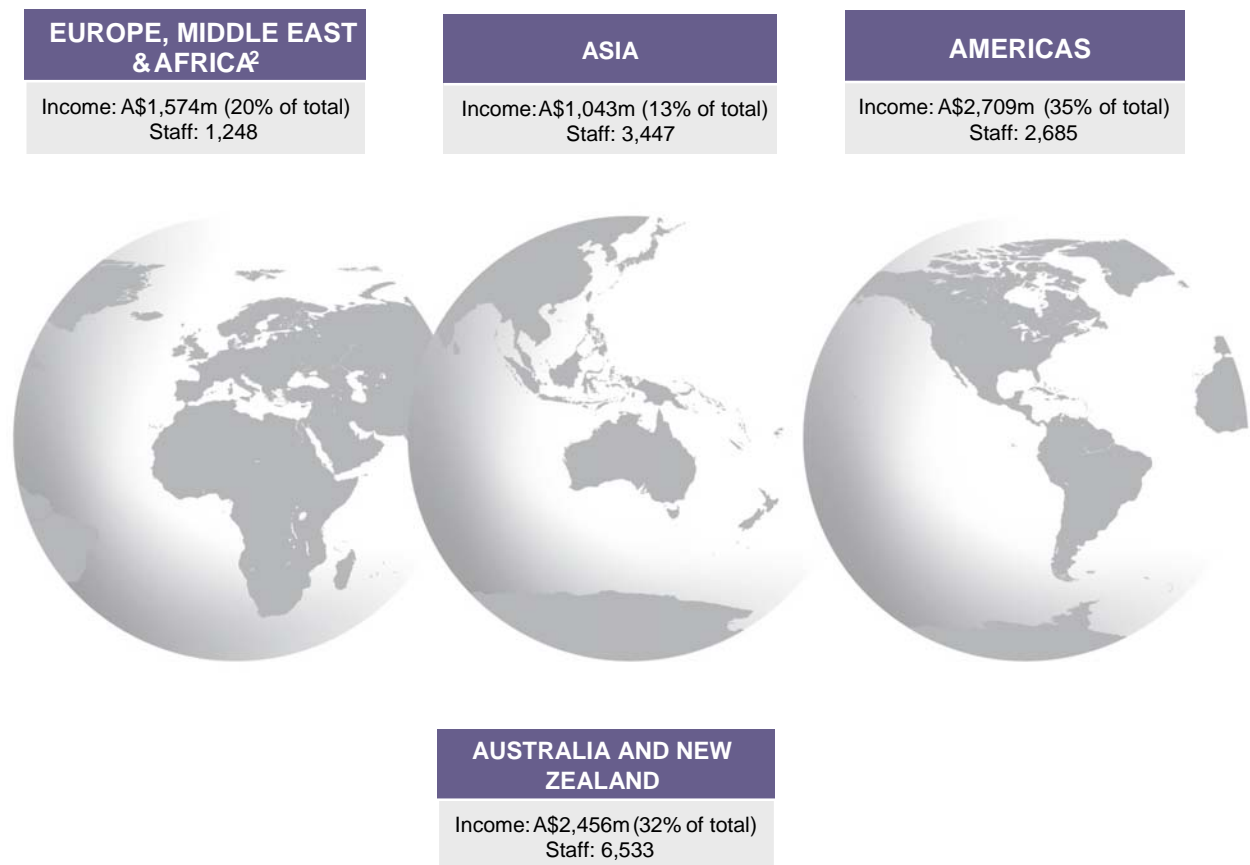 EUROPE, MIDDLE EAST
& AFRICA2
Income: A$1,574m (20% of total)
Staff: 1,248
ASIA
Income: A$1,043m (13% of total)
Staff: 3,447
AMERICAS
Income: A$2,709m (35% of total)
Staff: 2,685
AUSTRALIA AND NEW
ZEALAND
Income: A$2,456m (32% of total)
Staff: 6,533